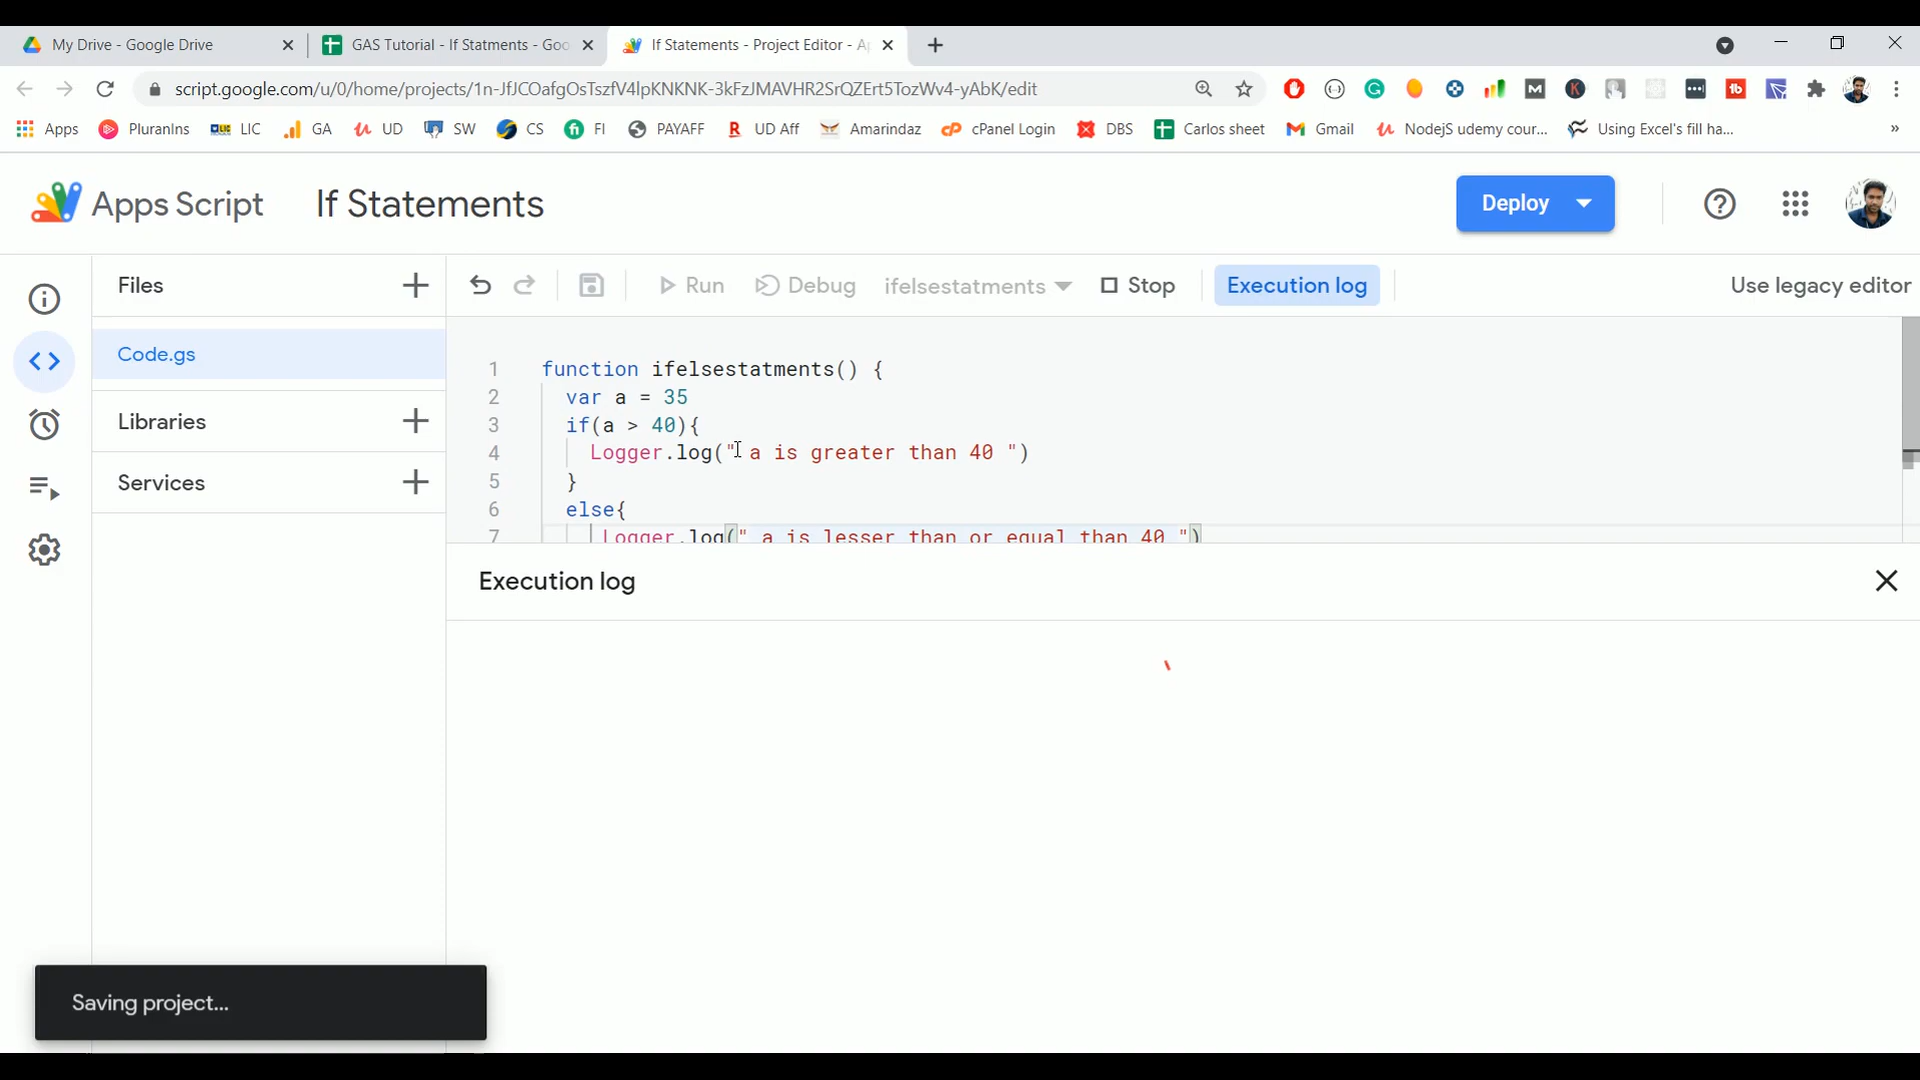 My Drive - Google Drive
GAS Tutorial - If Statments - Goo
If Statements - Project Editor - A
script.google.com/u/0/home/projects/1n-JfJCOafgOsTszfV4lpKNKNK-3kFzJMAVHR2SrQZErt5TozWv4-yAbK/edit
Apps
PluranIns
LIC
GA
UD
SW
CS
FI
PAYAFF
UD Aff
Amarindaz
cPanel Login
DBS
Carlos sheet
Gmail
NodejS udemy cour...
Using Excel's fill ha...
»
Apps Script
If Statements
Deploy
Files
Run
Debug
ifelsestatments
Stop
Execution log
Use legacy editor
Code.gs
Libraries
Services
1 function ifelsestatments() {
2 var a = 35
3 if(a > 40){
4 Logger.log(" a is greater than 40 ")
5 }
6 else{
7 Logger.log(" a is lesser than or equal than 40 ")
Execution log
Saving project...